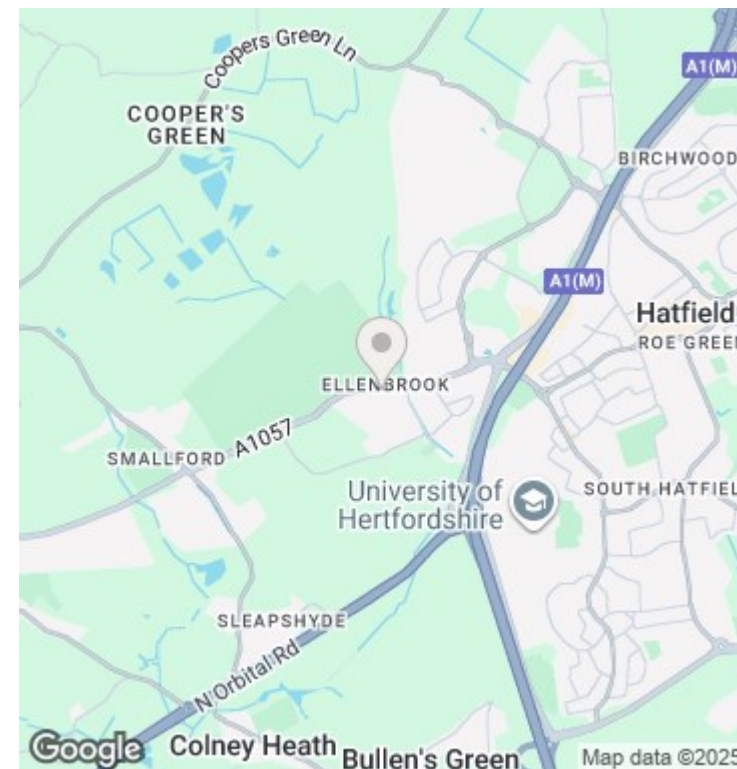 Coopers Green Ln
A1(M)
COOPER'S
GREEN
BIRCHWOOD
A1(M)
Hatfield
ROE GREEN
ELLENBROOK
A1057
SMALLFORD
University of
Hertfordshire
SOUTH HATFIEL
SLEAPSHYDE
N Orbital Rd
Google
Colney Heath
Bullen's Green
Map data ©2025